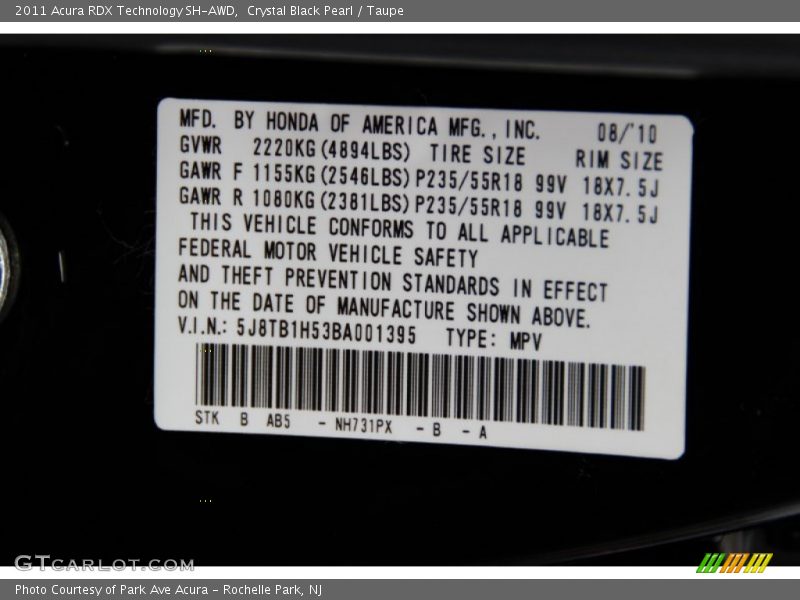 2011 Acura RDX Technology SH-AWD,  Crystal Black Pearl / Taupe
MFD. BY HONDA OF AMERICA MFG., INC. 08/'10
GVWR 2220KG(4894LBS) TIRE SIZE RIM SIZE
GAWR F 1155KG(2546LBS) P235/55R18 99V 18X7.5J
GAWR R 1080KG(2381LBS) P235/55R18 99V 18X7.5J
THIS VEHICLE CONFORMS TO ALL APPLICABLE
FEDERAL MOTOR VEHICLE SAFETY
AND THEFT PREVENTION STANDARDS IN EFFECT
ON THE DATE OF MANUFACTURE SHOWN ABOVE.
V.I.N.: 5J8TB1H53BA001395 TYPE: MPV
STK B AB5 - NH731PX - B - A
GTCARLOT.COM
Photo Courtesy of Park Ave Acura - Rochelle Park, NJ